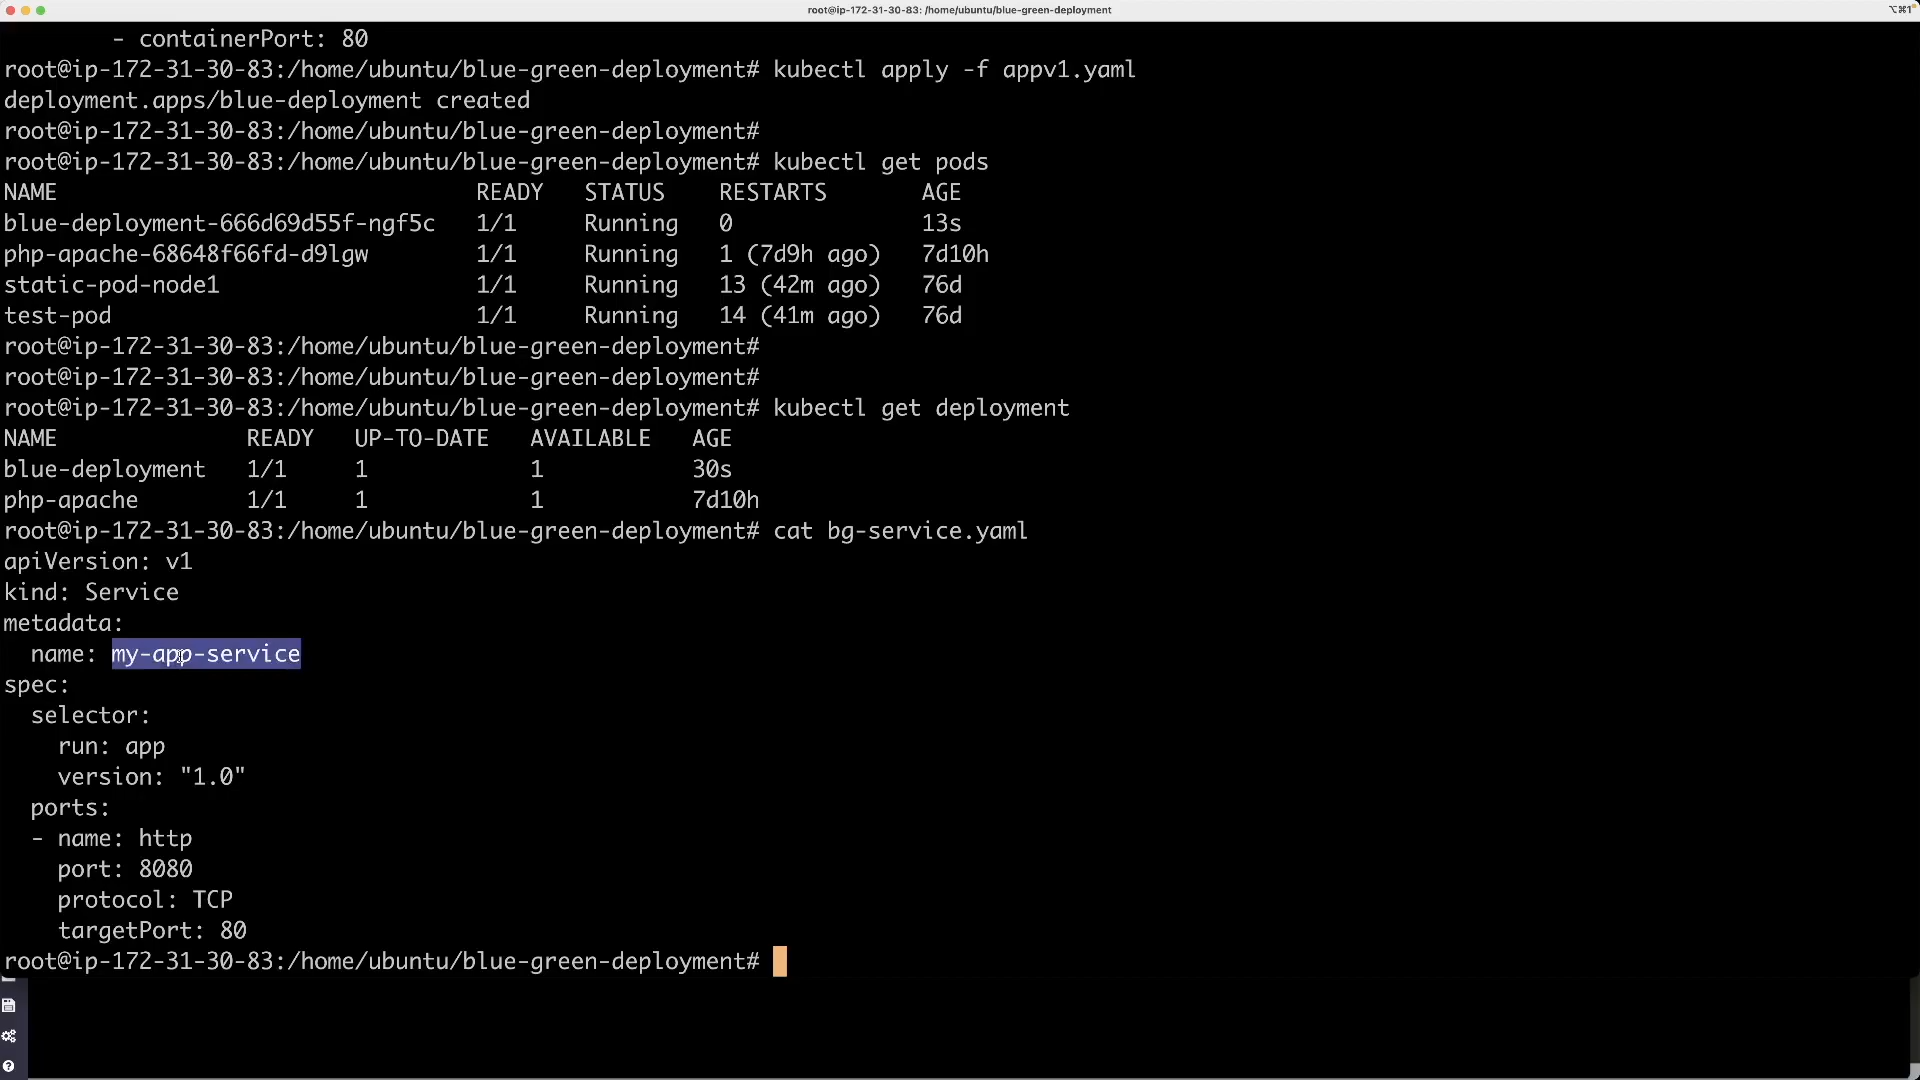 root@ip-172-31-30-83: /home/ubuntu/blue-green-deployment
⌥⌘1
- containerPort: 80
root@ip-172-31-30-83:/home/ubuntu/blue-green-deployment# kubectl apply -f appv1.yaml
deployment.apps/blue-deployment created
root@ip-172-31-30-83:/home/ubuntu/blue-green-deployment#
root@ip-172-31-30-83:/home/ubuntu/blue-green-deployment# kubectl get pods
NAME READY STATUS RESTARTS AGE
blue-deployment-666d69d55f-ngf5c 1/1 Running 0 13s
php-apache-68648f66fd-d9lgw 1/1 Running 1 (7d9h ago) 7d10h
static-pod-node1 1/1 Running 13 (42m ago) 76d
test-pod 1/1 Running 14 (41m ago) 76d
root@ip-172-31-30-83:/home/ubuntu/blue-green-deployment#
root@ip-172-31-30-83:/home/ubuntu/blue-green-deployment#
root@ip-172-31-30-83:/home/ubuntu/blue-green-deployment# kubectl get deployment
NAME READY UP-TO-DATE AVAILABLE AGE
blue-deployment 1/1 1 1 30s
php-apache 1/1 1 1 7d10h
root@ip-172-31-30-83:/home/ubuntu/blue-green-deployment# cat bg-service.yaml
apiVersion: v1
kind: Service
metadata:
  name: my-app-service
spec:
  selector:
    run: app
    version: "1.0"
  ports:
  - name: http
    port: 8080
    protocol: TCP
    targetPort: 80
root@ip-172-31-30-83:/home/ubuntu/blue-green-deployment#